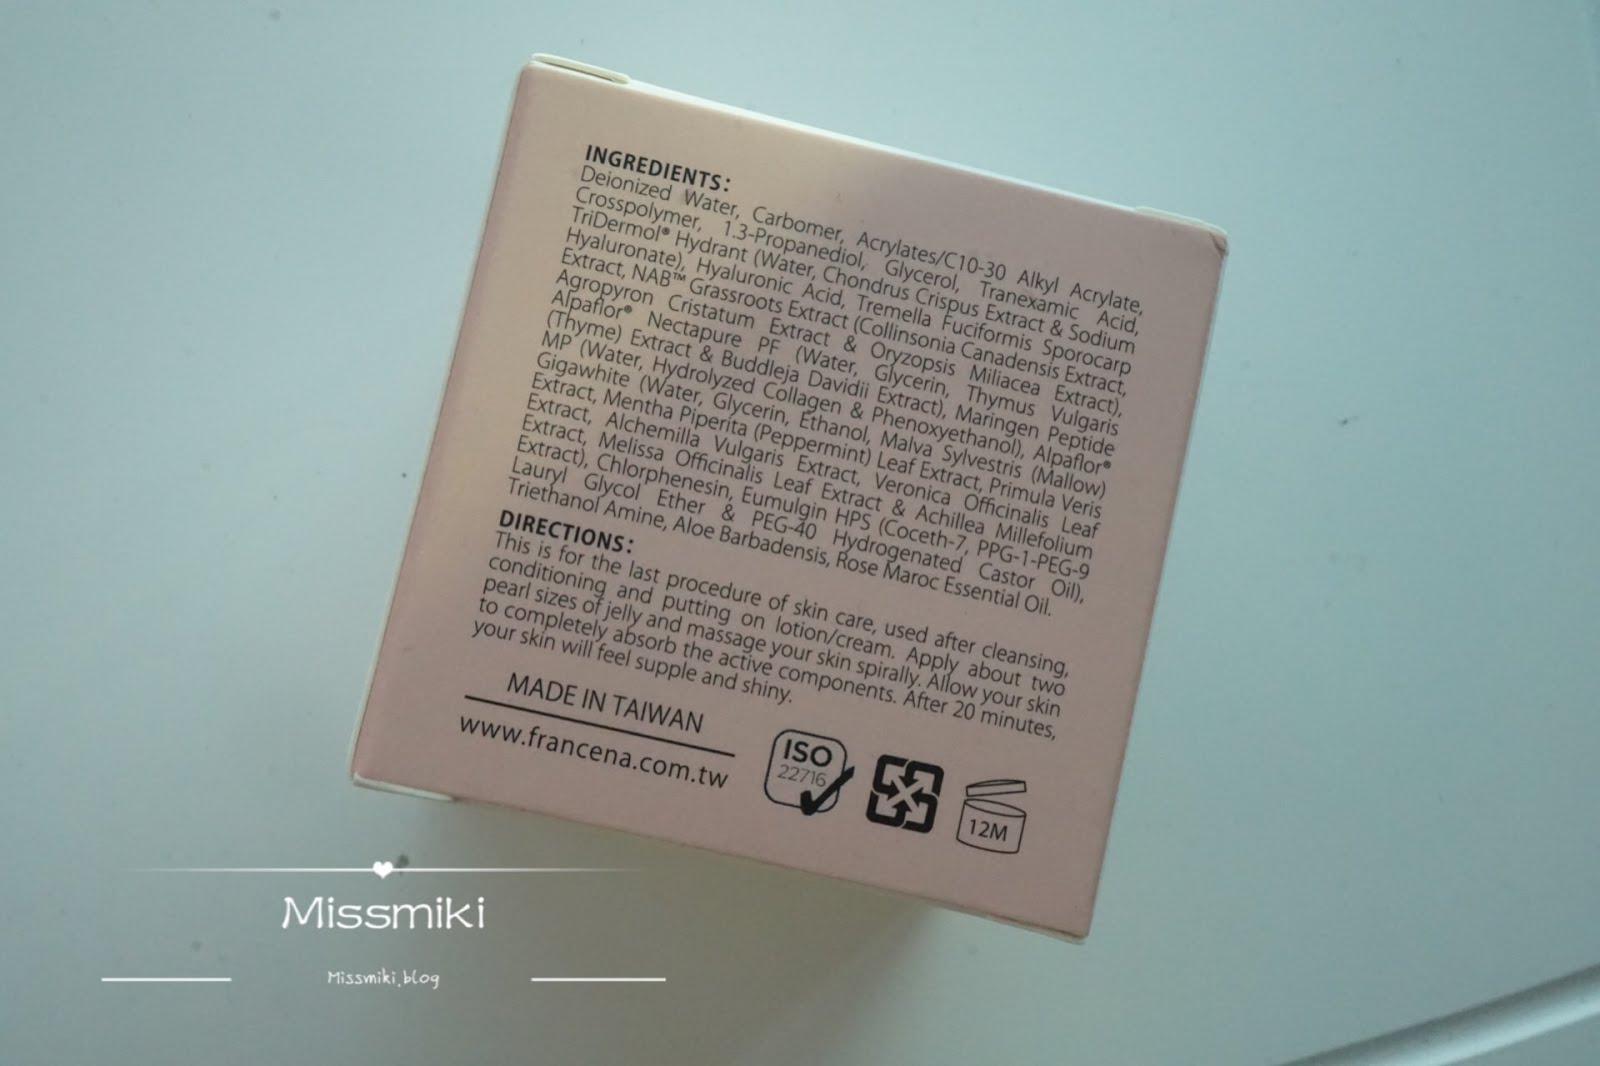 INGREDIENTS:
Deionized Water, Carbomer, Acrylates/C10-30 Alkyl Acrylate,
Crosspolymer, 1.3-Propanediol, Glycerol, Tranexamic Acid,
TriDermol® Hydrant (Water, Chondrus Crispus Extract & Sodium
Hyaluronate), Hyaluronic Acid, Tremella Fuciformis Sporocarp
Extract, NAB™ Grassroots Extract (Collinsonia Canadensis Extract,
Agropyron Cristatum Extract & Oryzopsis Miliacea Extract),
Alpaflor® Nectapure PF (Water, Glycerin, Thymus Vulgaris
(Thyme) Extract & Buddleja Davidii Extract), Maringen Peptide
MP (Water, Hydrolyzed Collagen & Phenoxyethanol), Alpaflor®
Gigawhite (Water, Glycerin, Ethanol, Malva Sylvestris (Mallow)
Extract, Mentha Piperita (Peppermint) Leaf Extract, Primula Veris
Extract, Alchemilla Vulgaris Extract, Veronica Officinalis Leaf
Extract, Melissa Officinalis Leaf Extract & Achillea Millefolium
Extract), Chlorphenesin, Eumulgin HPS (Coceth-7, PPG-1-PEG-9
Lauryl Glycol Ether & PEG-40 Hydrogenated Castor Oil),
Triethanol Amine, Aloe Barbadensis, Rose Maroc Essential Oil.
DIRECTIONS:
This is for the last procedure of skin care, used after cleansing,
conditioning and putting on lotion/cream. Apply about two
pearl sizes of jelly and massage your skin spirally. Allow your skin
to completely absorb the active components. After 20 minutes,
your skin will feel supple and shiny.
MADE IN TAIWAN
www.francena.com.tw
ISO
22716
12M
Missmiki
Missmiki.blog